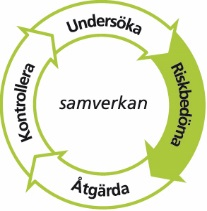 Undersöka
Riskbedöma
Åtgärda
Kontrollera
samverkan